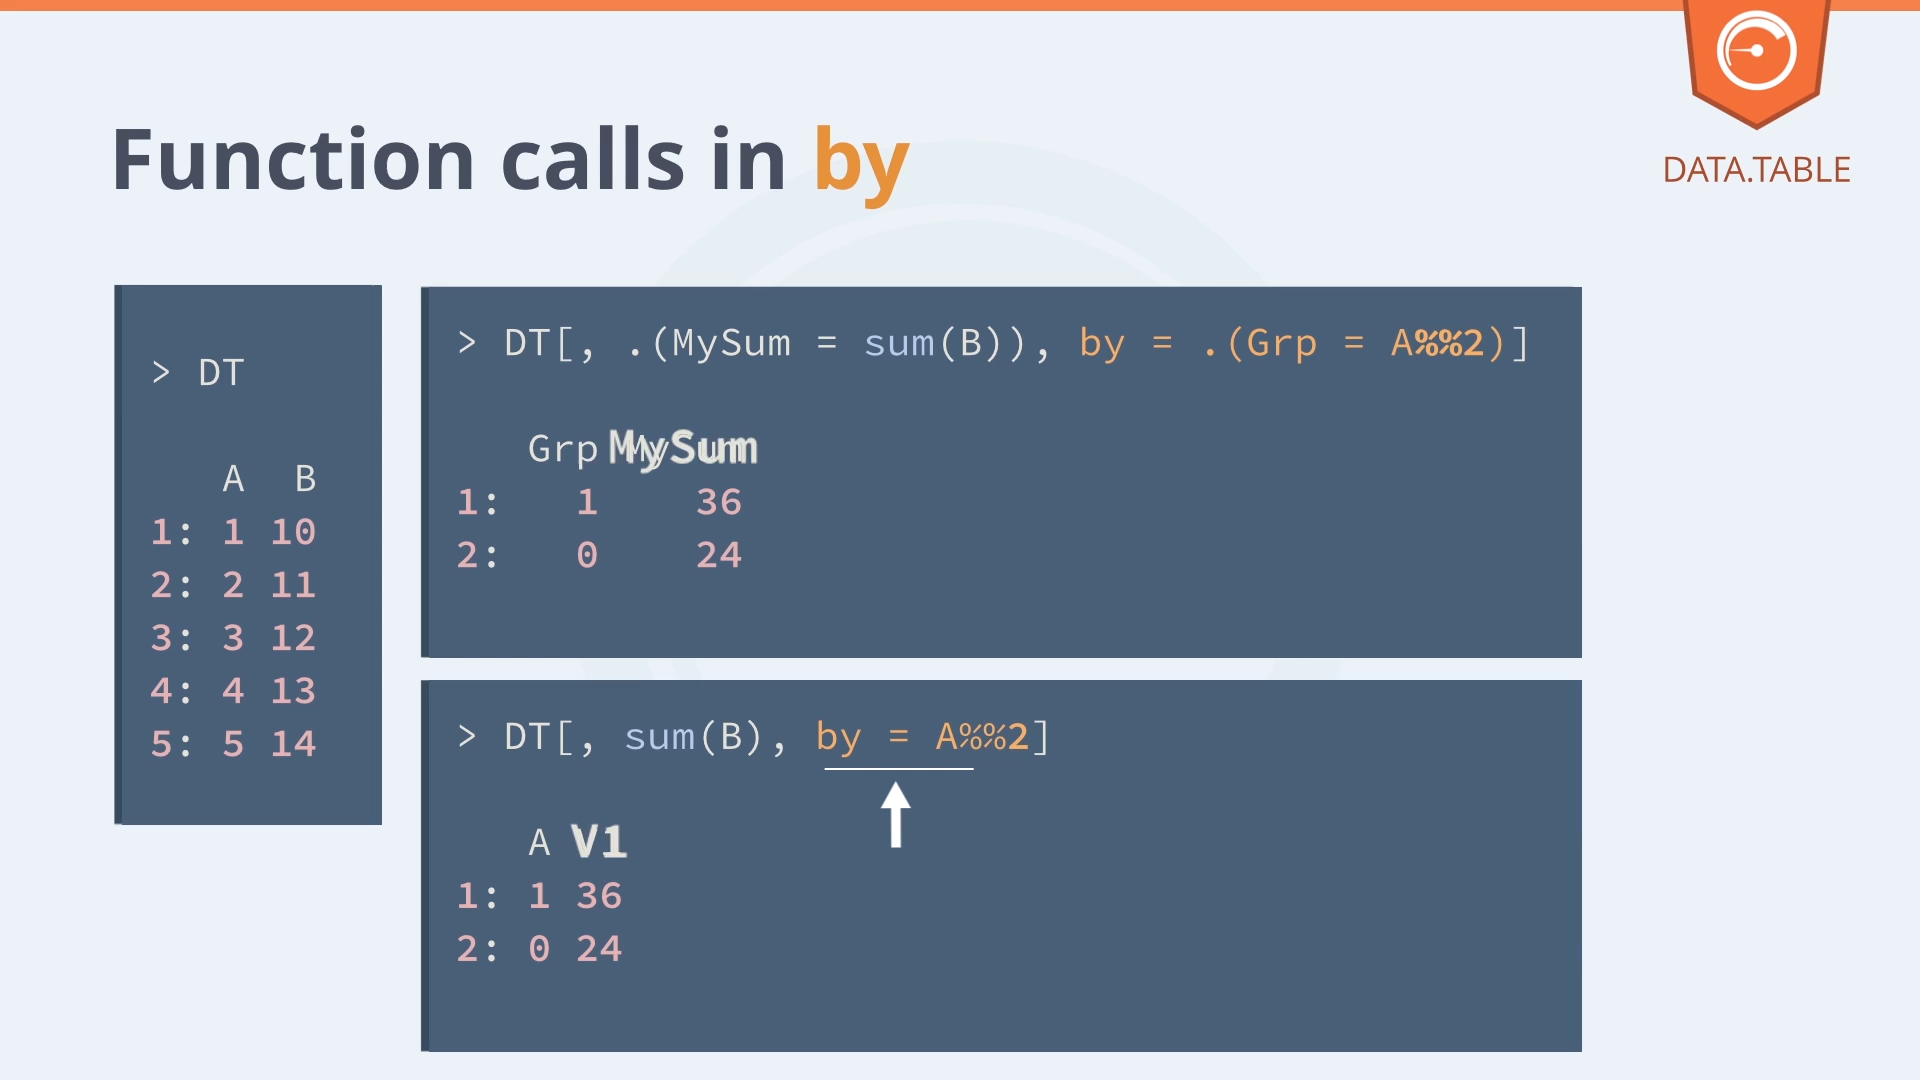 Function calls in by
DATA.TABLE
> DT
A B
1: 1 10
2: 2 11
3: 3 12
4: 4 13
5: 5 14
> DT[, .(MySum = sum(B)), by = .(Grp = A%%2)]
Grp MySum
1: 1 36
2: 0 24
> DT[, sum(B), by = A%%2]
A V1
1: 1 36
2: 0 24